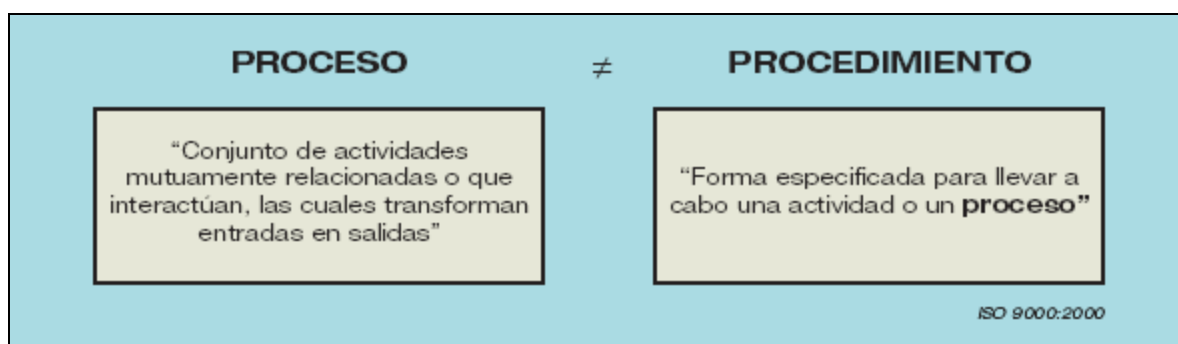 PROCESO ≠ PROCEDIMIENTO
“Conjunto de actividades
mutuamente relacionadas o que
interactúan, las cuales transforman
entradas en salidas”
“Forma especificada para llevar a
cabo una actividad o un proceso”
ISO 9000:2000